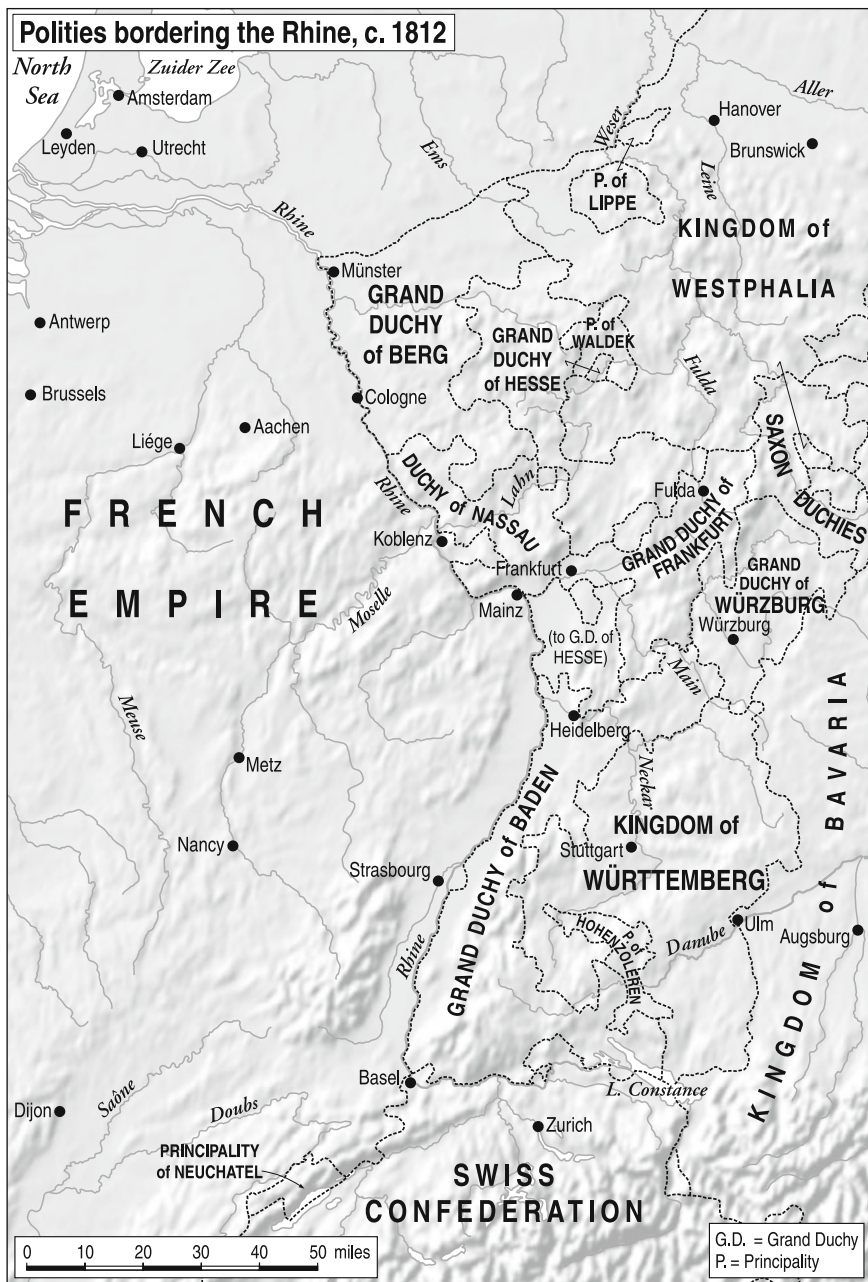 Polities bordering the Rhine, c. 1812
North
Sea
Zuider Zee
Amsterdam
Leyden
Utrecht
Ems
Weser
Aller
Hanover
Brunswick
Leine
P. of
LIPPE
KINGDOM of
WESTPHALIA
Rhine
Münster
GRAND
DUCHY
of BERG
GRAND
DUCHY
of HESSE
P. of
WALDEK
Fulda
Antwerp
Brussels
Cologne
Aachen
Liége
SAXON
DUCHIES
FRENCH
EMPIRE
Rhine
DUCHY of NASSAU
Lahn
Fulda
Koblenz
Frankfurt
GRAND DUCHY of
FRANKFURT
GRAND
DUCHY of
WÜRZBURG
Würzburg
Moselle
Mainz
(to G.D. of
HESSE)
Main
Meuse
Heidelberg
Metz
Neckar
KINGDOM of BAVARIA
Nancy
GRAND DUCHY of BADEN
KINGDOM of
Stuttgart
WÜRTTEMBERG
Strasbourg
Rhine
P. of
HOHENZOLEREN
Danube
Ulm
Augsburg
Basel
L. Constance
Saône
Dijon
Doubs
Zurich
PRINCIPALITY
of NEUCHATEL
SWISS
CONFEDERATION
0 10 20 30 40 50 miles
G.D. = Grand Duchy
P. = Principality